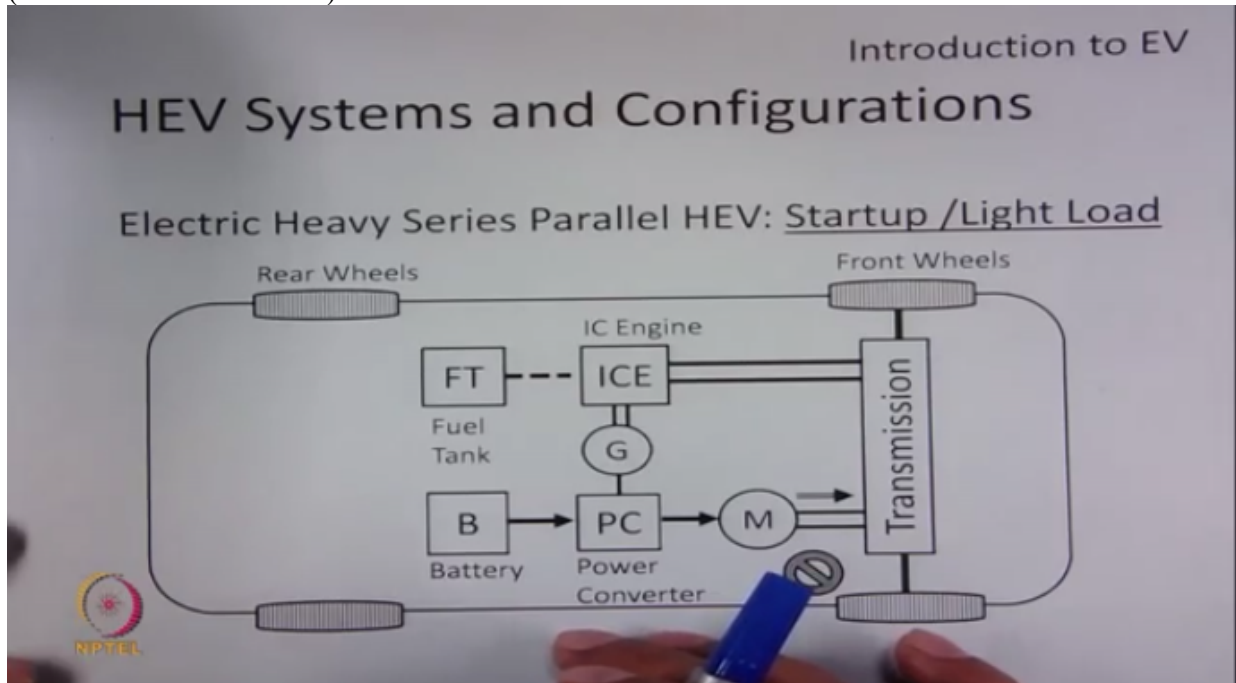 Introduction to EV
HEV Systems and Configurations
Electric Heavy Series Parallel HEV: Startup /Light Load
Rear Wheels
Front Wheels
IC Engine
FT
ICE
Fuel
Tank
G
Transmission
B
PC
M
Battery
Power
Converter
NPTEL